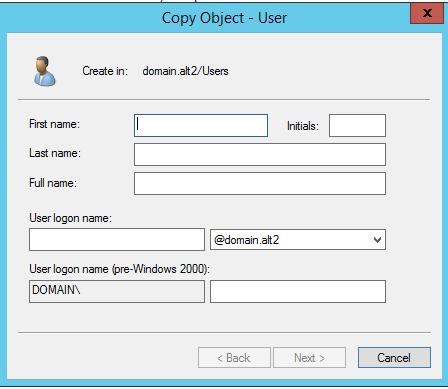 Copy Object - User
x
Create in: domain.alt2/Users
First name:
Initials:
Last name:
Full name:
User logon name:
@domain.alt2
User logon name (pre-Windows 2000):
DOMAIN\
< Back
Next >
Cancel